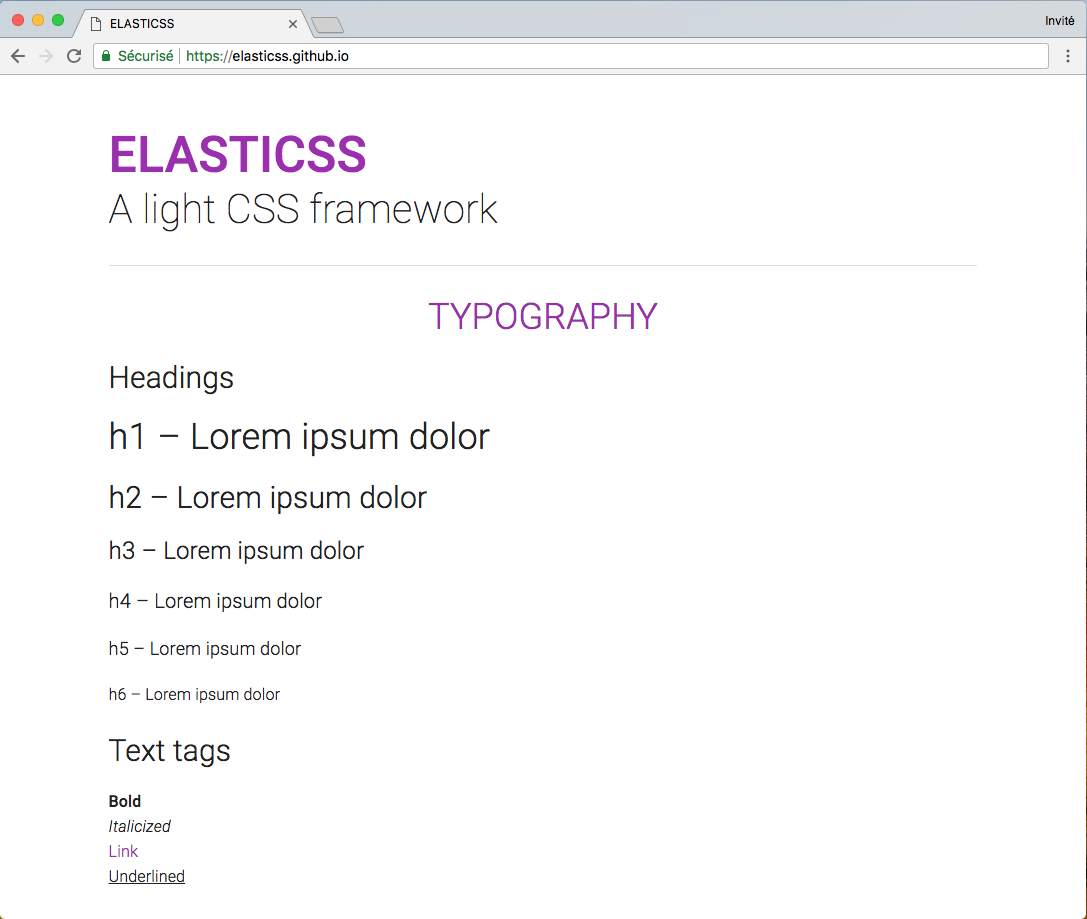 ELASTICSS
Invité
Sécurisé https://elasticss.github.io
ELASTICSS
A light CSS framework
TYPOGRAPHY
Headings
h1 – Lorem ipsum dolor
h2 – Lorem ipsum dolor
h3 – Lorem ipsum dolor
h4 – Lorem ipsum dolor
h5 – Lorem ipsum dolor
h6 – Lorem ipsum dolor
Text tags
Bold
Italicized
Link
Underlined